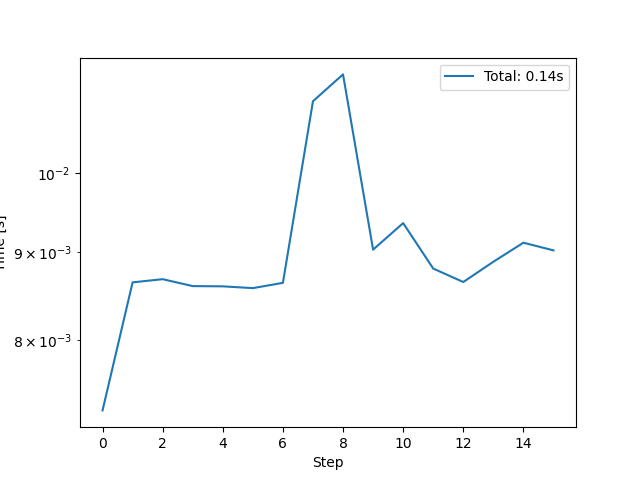 Total: 0.14s
10⁻²
9 × 10⁻³
8 × 10⁻³
Time [s]
0 2 4 6 8 10 12 14
Step